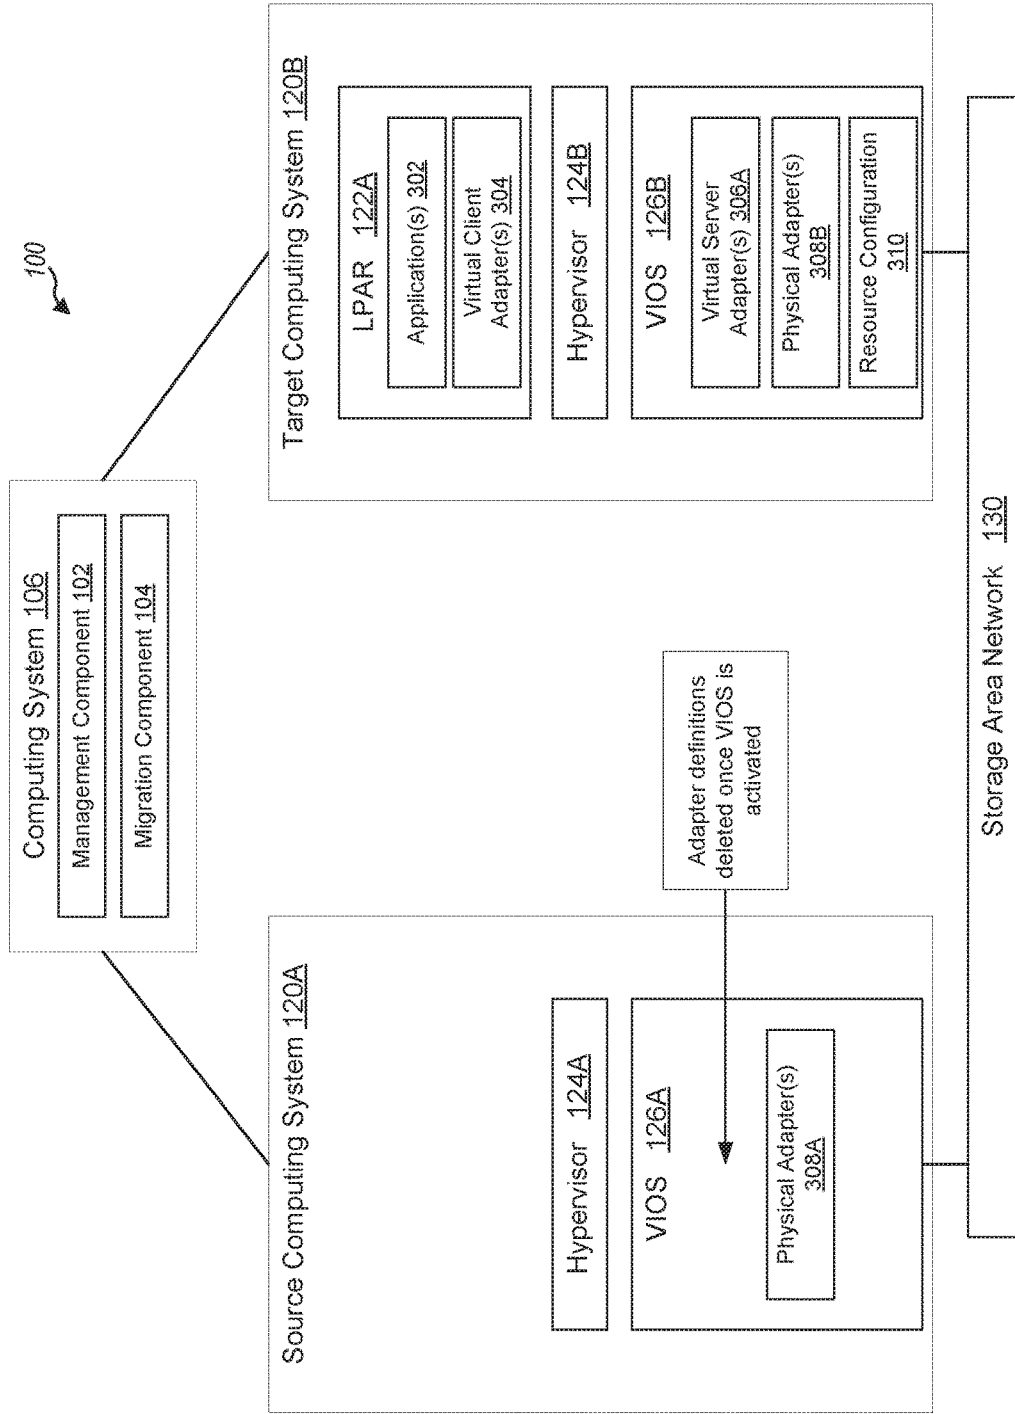 100
Computing System 106
Management Component 102
Migration Component 104
Source Computing System 120A
Hypervisor 124A
VIOS 126A
Physical Adapter(s)
308A
Adapter definitions
deleted once VIOS is
activated
Target Computing System 120B
LPAR 122A
Application(s) 302
Virtual Client
Adapter(s) 304
Hypervisor 124B
VIOS 126B
Virtual Server
Adapter(s) 306A
Physical Adapter(s)
308B
Resource Configuration
310
Storage Area Network 130